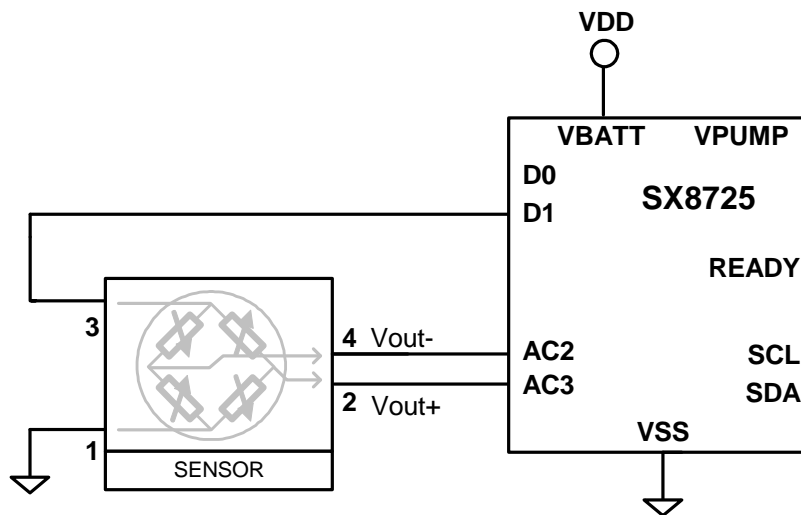 VDD
VBATT VPUMP
D0
SX8725
D1
READY
3
4 Vout-
AC2
SCL
2 Vout+
AC3
SDA
1
VSS
SENSOR